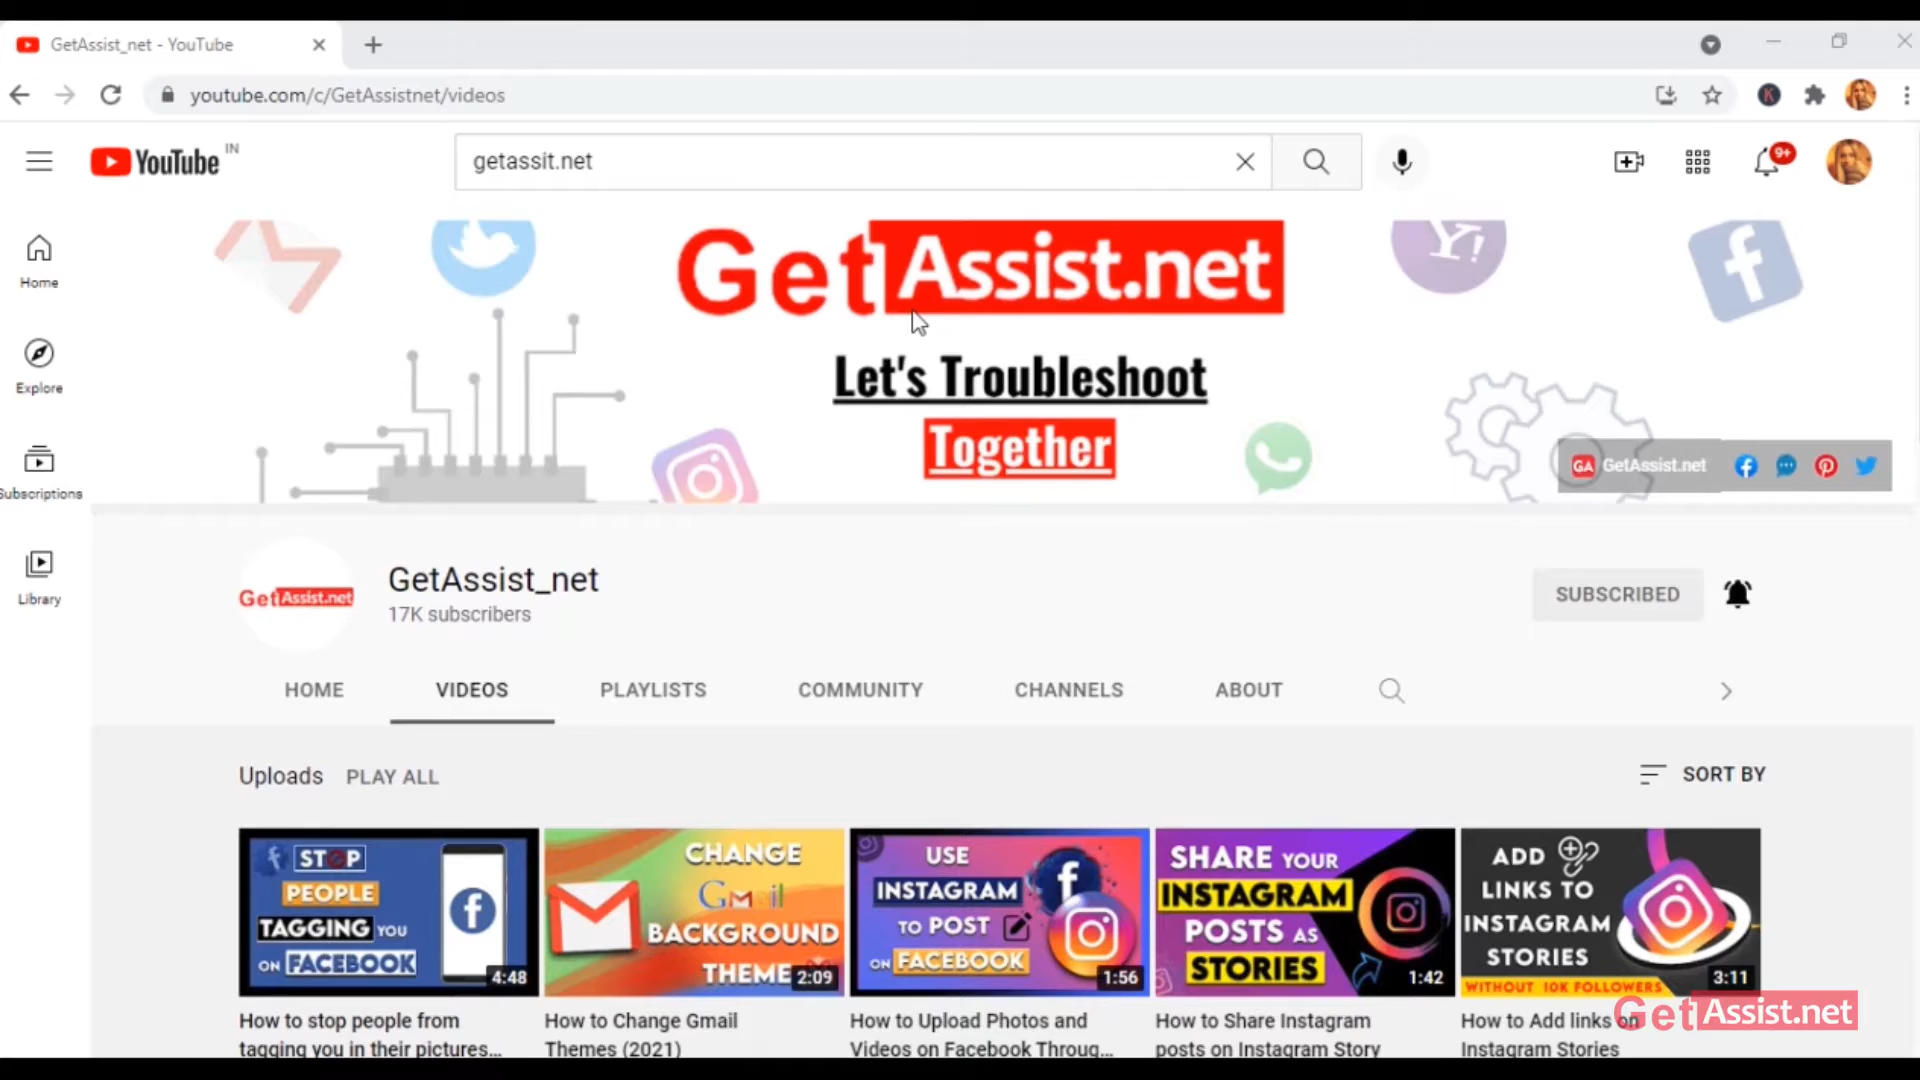 GetAssist_net - YouTube
youtube.com/c/GetAssistnet/videos
YouTube IN
getassit.net
9+
Home
Explore
Subscriptions
Library
GetAssist.net
Let's Troubleshoot
Together
Y!
GA GetAssist.net
GetAssist.net
GetAssist_net
17K subscribers
SUBSCRIBED
HOME VIDEOS PLAYLISTS COMMUNITY CHANNELS ABOUT
Uploads PLAY ALL
SORT BY
STOP
PEOPLE
TAGGING YOU
ON FACEBOOK
4:48
CHANGE
Gmail
BACKGROUND
THEME
2:09
USE
INSTAGRAM
TO POST
ON FACEBOOK
1:56
SHARE YOUR
INSTAGRAM
POSTS AS
STORIES
1:42
ADD
LINKS TO
INSTAGRAM
STORIES
WITHOUT 10K FOLLOWERS
3:11
How to stop people from
tagging you in their pictures...
How to Change Gmail
Themes (2021)
How to Upload Photos and
Videos on Facebook Throug...
How to Share Instagram
posts on Instagram Story
How to Add links on
Instagram Stories
GetAssist.net